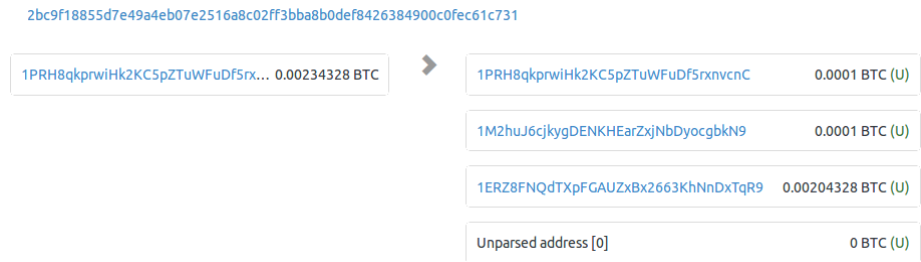 2bc9f18855d7e49a4eb07e2516a8c02ff3bba8b0def8426384900c0fec61c731
1PRH8qkprwiHk2KC5pZTuWFuDf5rx... 0.00234328 BTC
1PRH8qkprwiHk2KC5pZTuWFuDf5rxnvcnC 0.0001 BTC (U)
1M2huJ6cjkygDENKHEarZxjNbDyocgbkN9 0.0001 BTC (U)
1ERZ8FNQdTXpFGAUZxBx2663KhNnDxTqR9 0.00204328 BTC (U)
Unparsed address [0] 0 BTC (U)